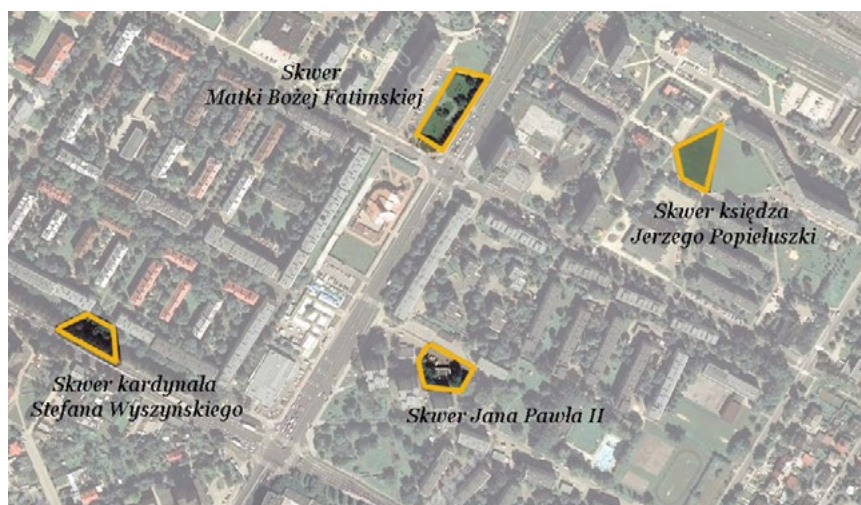 Skwer
Matki Bożej Fatimskiej
Skwer księdza
Jerzego Popiełuszki
Skwer kardynała
Stefana Wyszyńskiego
Skwer Jana Pawła II